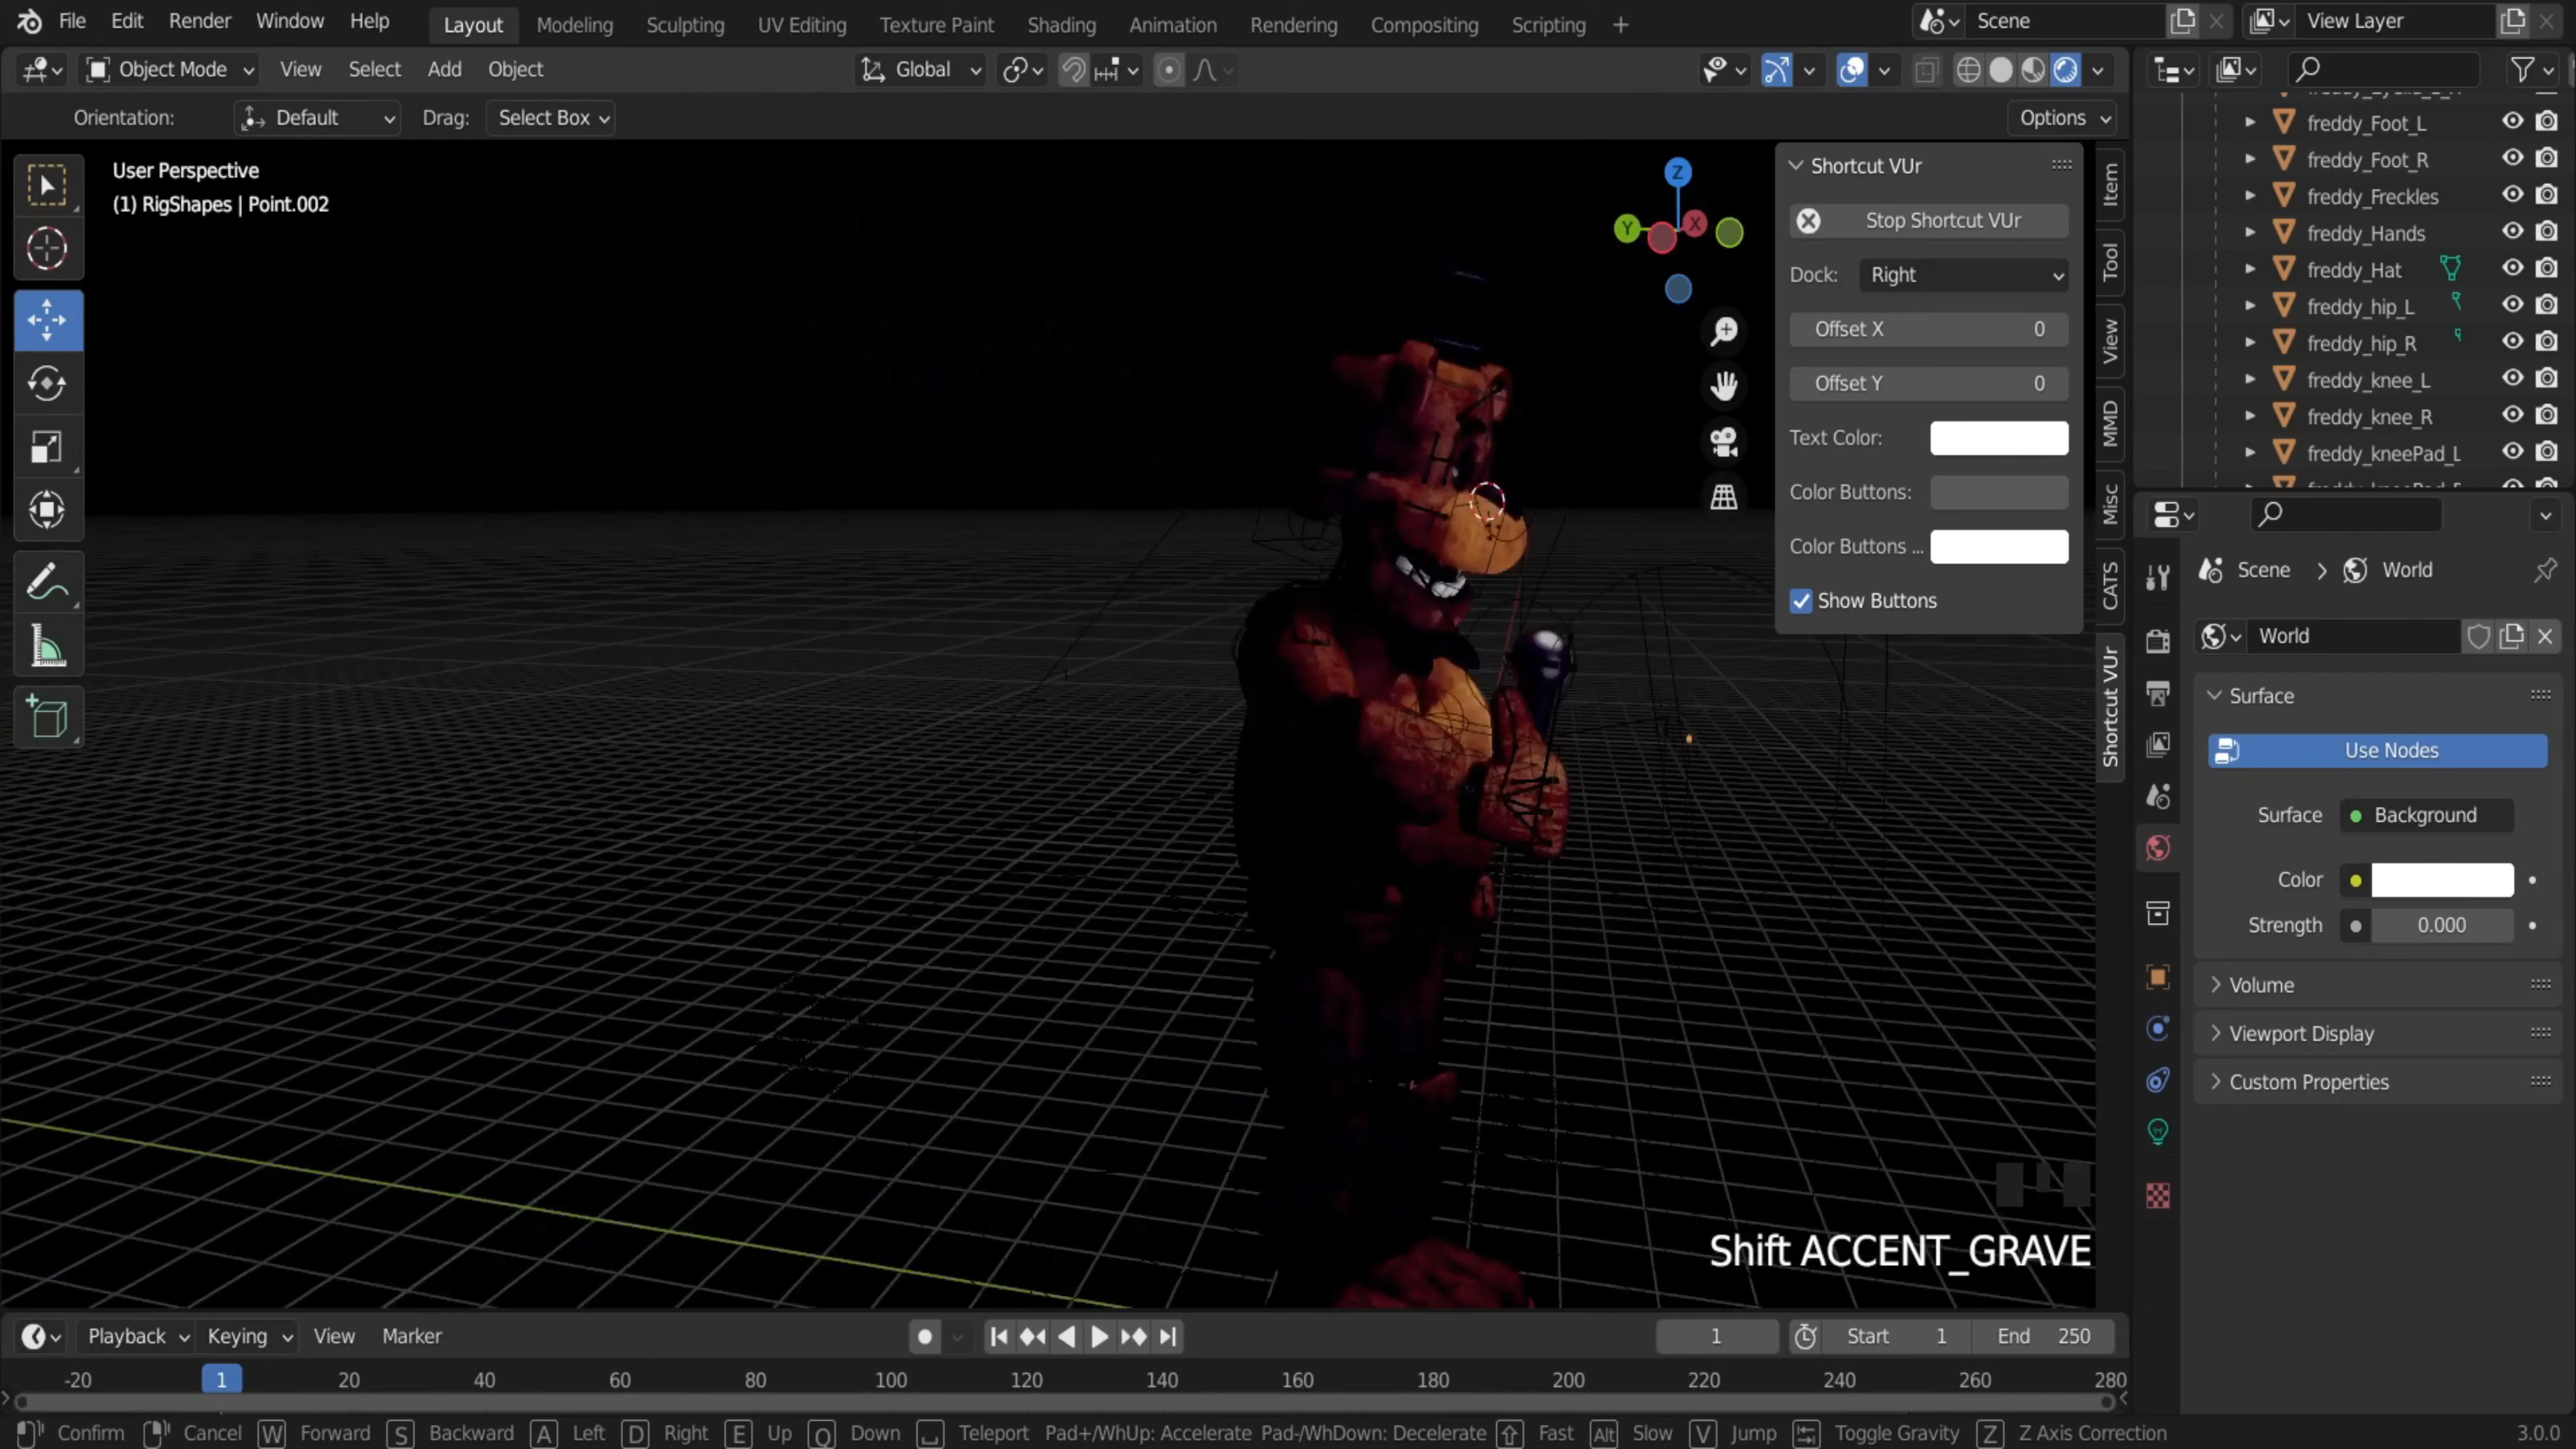 File Edit Render Window Help
Layout Modeling Sculpting UV Editing Texture Paint Shading Animation Rendering Compositing Scripting +
Scene
View Layer
Object Mode View Select Add Object
Global
Orientation: Default Drag: Select Box
Options
User Perspective
(1) RigShapes | Point.002
Z
Y
X
Shortcut VUr
Stop Shortcut VUr
Dock: Right
Offset X 0
Offset Y 0
Text Color:
Color Buttons:
Color Buttons ...
Show Buttons
Item
Tool
View
MMD
Misc
CATS
Shortcut VUr
freddy_Foot_L
freddy_Foot_R
freddy_Freckles
freddy_Hands
freddy_Hat
freddy_hip_L
freddy_hip_R
freddy_knee_L
freddy_knee_R
freddy_kneePad_L
Scene > World
World
Surface
Use Nodes
Surface Background
Color
Strength 0.000
Volume
Viewport Display
Custom Properties
Shift ACCENT_GRAVE
Playback Keying View Marker
1
Start 1
End 250
-20 1 20 40 60 80 100 120 140 160 180 200 220 240 260 280
Confirm Cancel W Forward S Backward A Left D Right E Up Q Down Teleport Pad+/WhUp: Accelerate Pad-/WhDown: Decelerate Fast Alt Slow V Jump Toggle Gravity Z Z Axis Correction
3.0.0